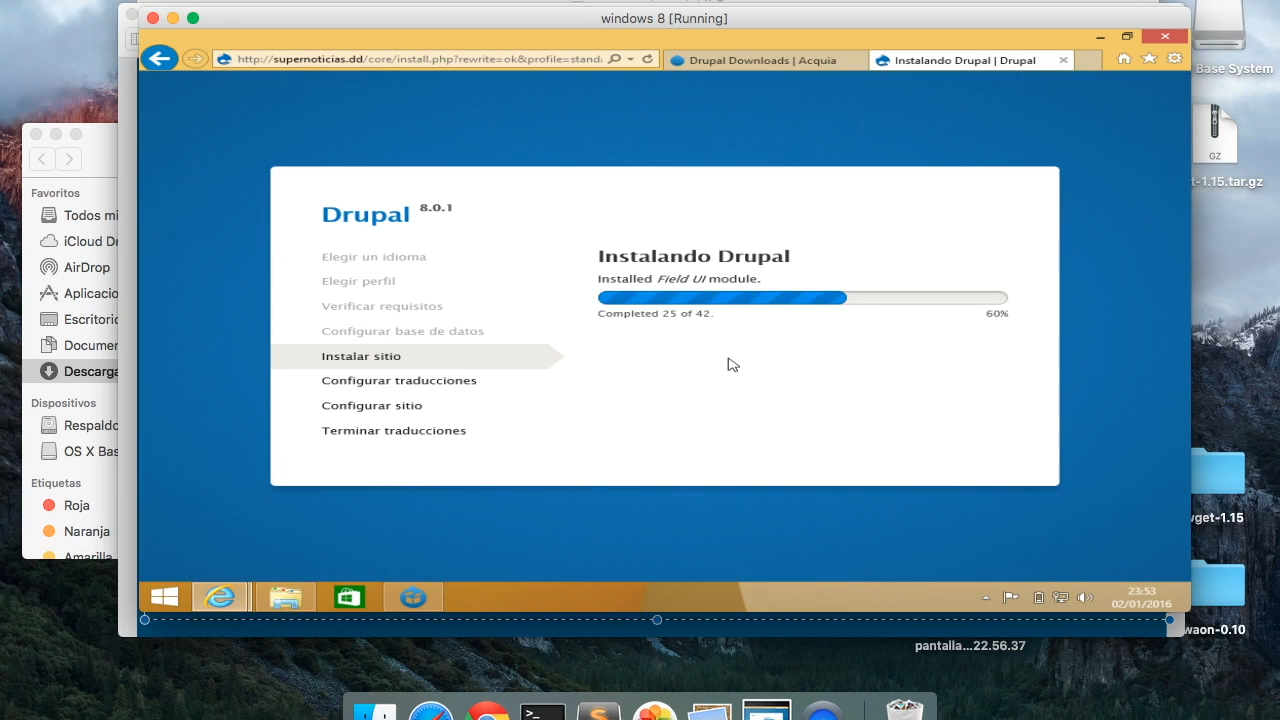 windows 8 [Running]
http://supernoticias.dd/core/install.php?rewrite=ok&profile=stand
Drupal Downloads | Acquia
Instalando Drupal | Drupal
Base System
GZ
t-1.15.tar.gz
Favoritos
Todos mi
iCloud Dr
AirDrop
Aplicacio
Escritorio
Documen
Descarga
Dispositivos
Respaldo
OS X Bas
Etiquetas
Roja
Naranja
Amarilla
Drupal 8.0.1
Elegir un idioma
Elegir perfil
Verificar requisitos
Configurar base de datos
Instalar sitio
Configurar traducciones
Configurar sitio
Terminar traducciones
Instalando Drupal
Installed Field UI module.
Completed 25 of 42.
60%
wget-1.15
waon-0.10
23:53
02/01/2016
pantalla...22.56.37